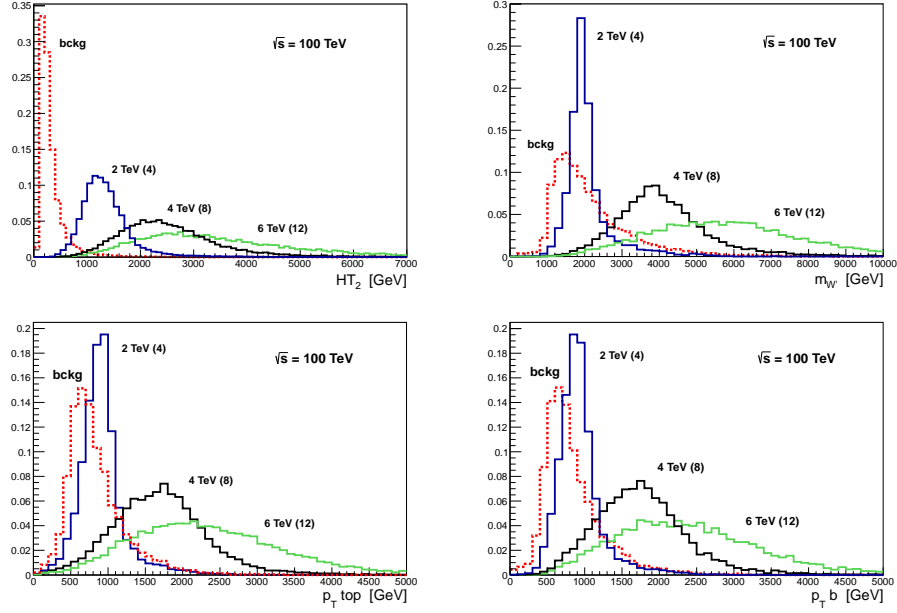 0.35
0.3
0.25
0.2
0.15
0.1
0.05
0
0 1000 2000 3000 4000 5000 6000 7000
bckg
√s = 100 TeV
2 TeV (4)
4 TeV (8)
6 TeV (12)
HT₂ [GeV]
0.3
0.25
0.2
0.15
0.1
0.05
0
0 1000 2000 3000 4000 5000 6000 7000 8000 9000 10000
2 TeV (4)
√s = 100 TeV
bckg
4 TeV (8)
6 TeV (12)
m_W' [GeV]
0.2
0.18
0.16
0.14
0.12
0.1
0.08
0.06
0.04
0.02
0
0 500 1000 1500 2000 2500 3000 3500 4000 4500 5000
2 TeV (4)
√s = 100 TeV
bckg
4 TeV (8)
6 TeV (12)
p_T top [GeV]
0.2
0.18
0.16
0.14
0.12
0.1
0.08
0.06
0.04
0.02
0
0 500 1000 1500 2000 2500 3000 3500 4000 4500 5000
2 TeV (4)
√s = 100 TeV
bckg
4 TeV (8)
6 TeV (12)
p_T b [GeV]